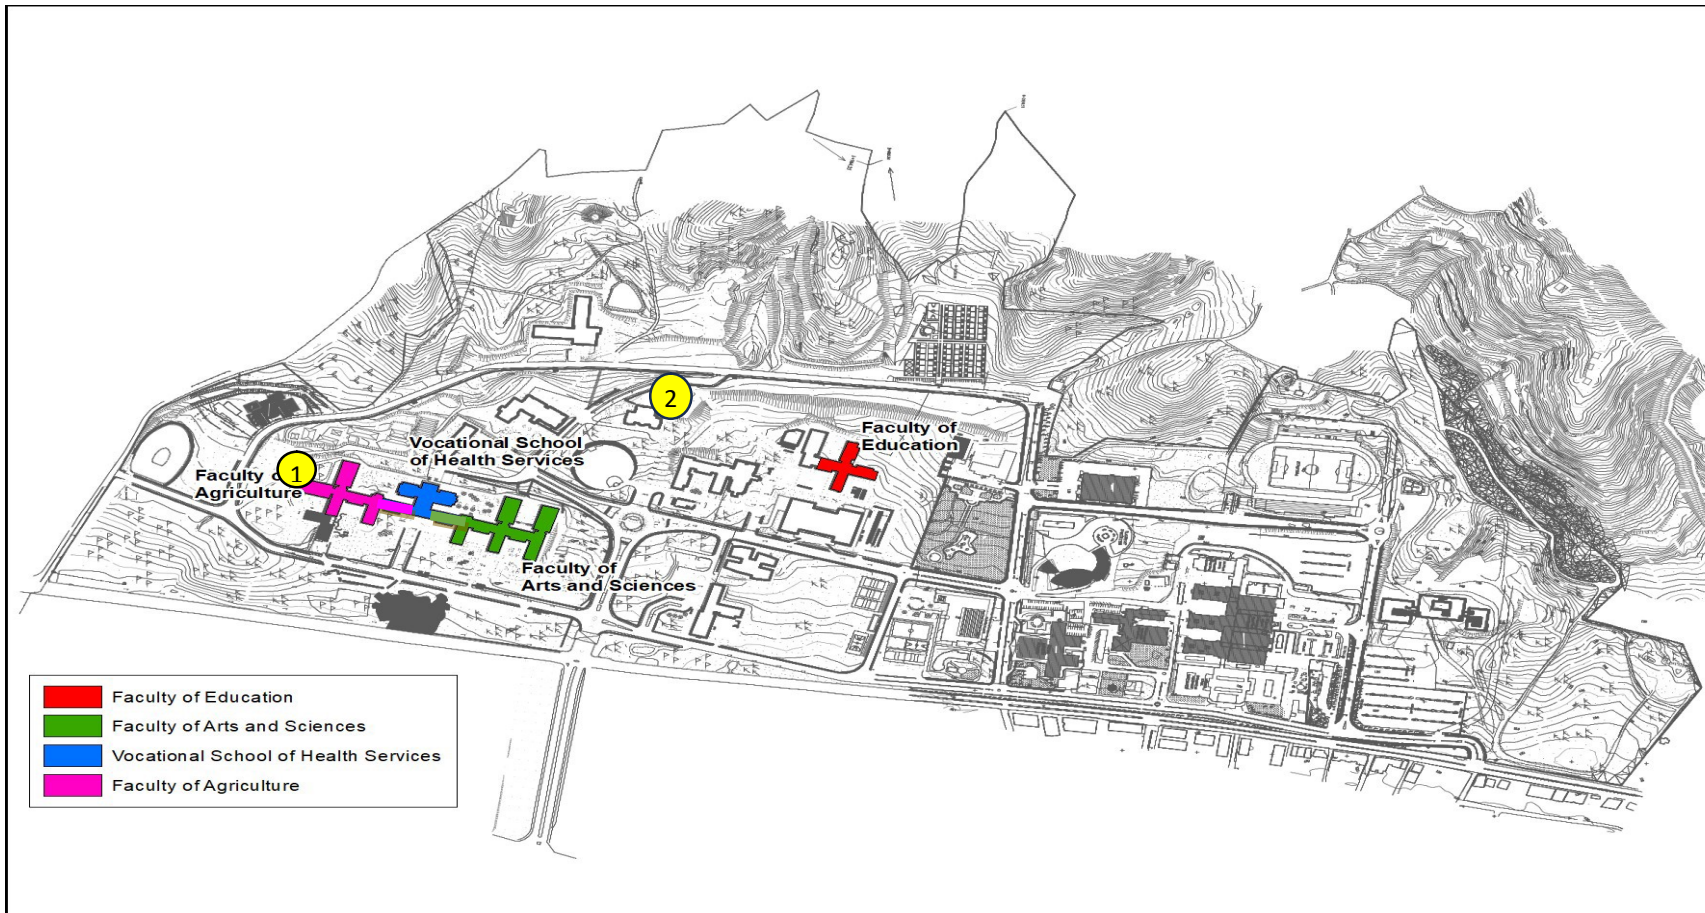 2
Faculty of
Education
Vocational School
of Health Services
1
Faculty o
Agriculture
Faculty of
Arts and Sciences
Faculty of Education
Faculty of Arts and Sciences
Vocational School of Health Services
Faculty of Agriculture